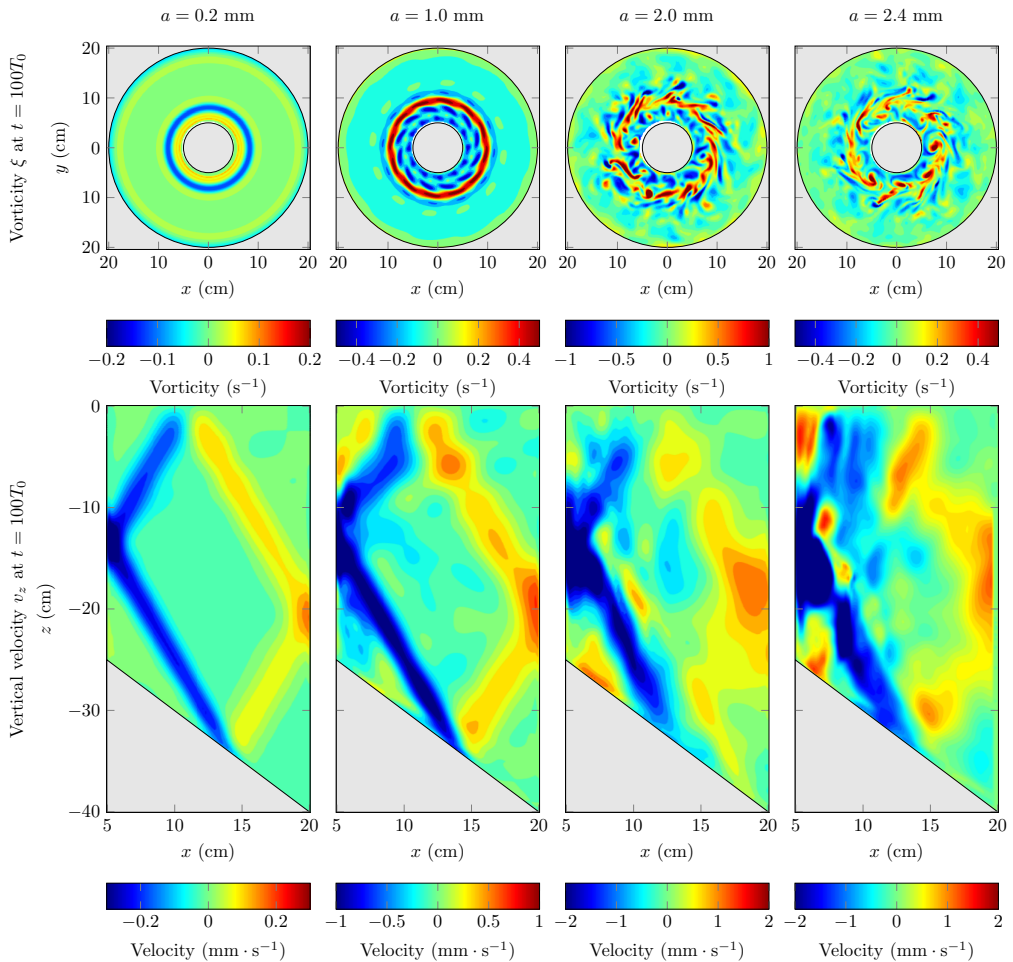 a = 0.2 mm a = 1.0 mm a = 2.0 mm a = 2.4 mm
Vorticity ξ at t = 100T₀
y (cm)
20
10
0
10
20
20 10 0 10 20 20 10 0 10 20 20 10 0 10 20 20 10 0 10 20
x (cm) x (cm) x (cm) x (cm)
−0.2 −0.1 0 0.1 0.2 −0.4 −0.2 0 0.2 0.4 −1 −0.5 0 0.5 1 −0.4 −0.2 0 0.2 0.4
Vorticity (s⁻¹) Vorticity (s⁻¹) Vorticity (s⁻¹) Vorticity (s⁻¹)
Vertical velocity v_z at t = 100T₀
z (cm)
0
−10
−20
−30
−40
5 10 15 20 5 10 15 20 5 10 15 20 5 10 15 20
x (cm) x (cm) x (cm) x (cm)
−0.2 0 0.2 −1 −0.5 0 0.5 1 −2 −1 0 1 2 −2 −1 0 1 2
Velocity (mm · s⁻¹) Velocity (mm · s⁻¹) Velocity (mm · s⁻¹) Velocity (mm · s⁻¹)